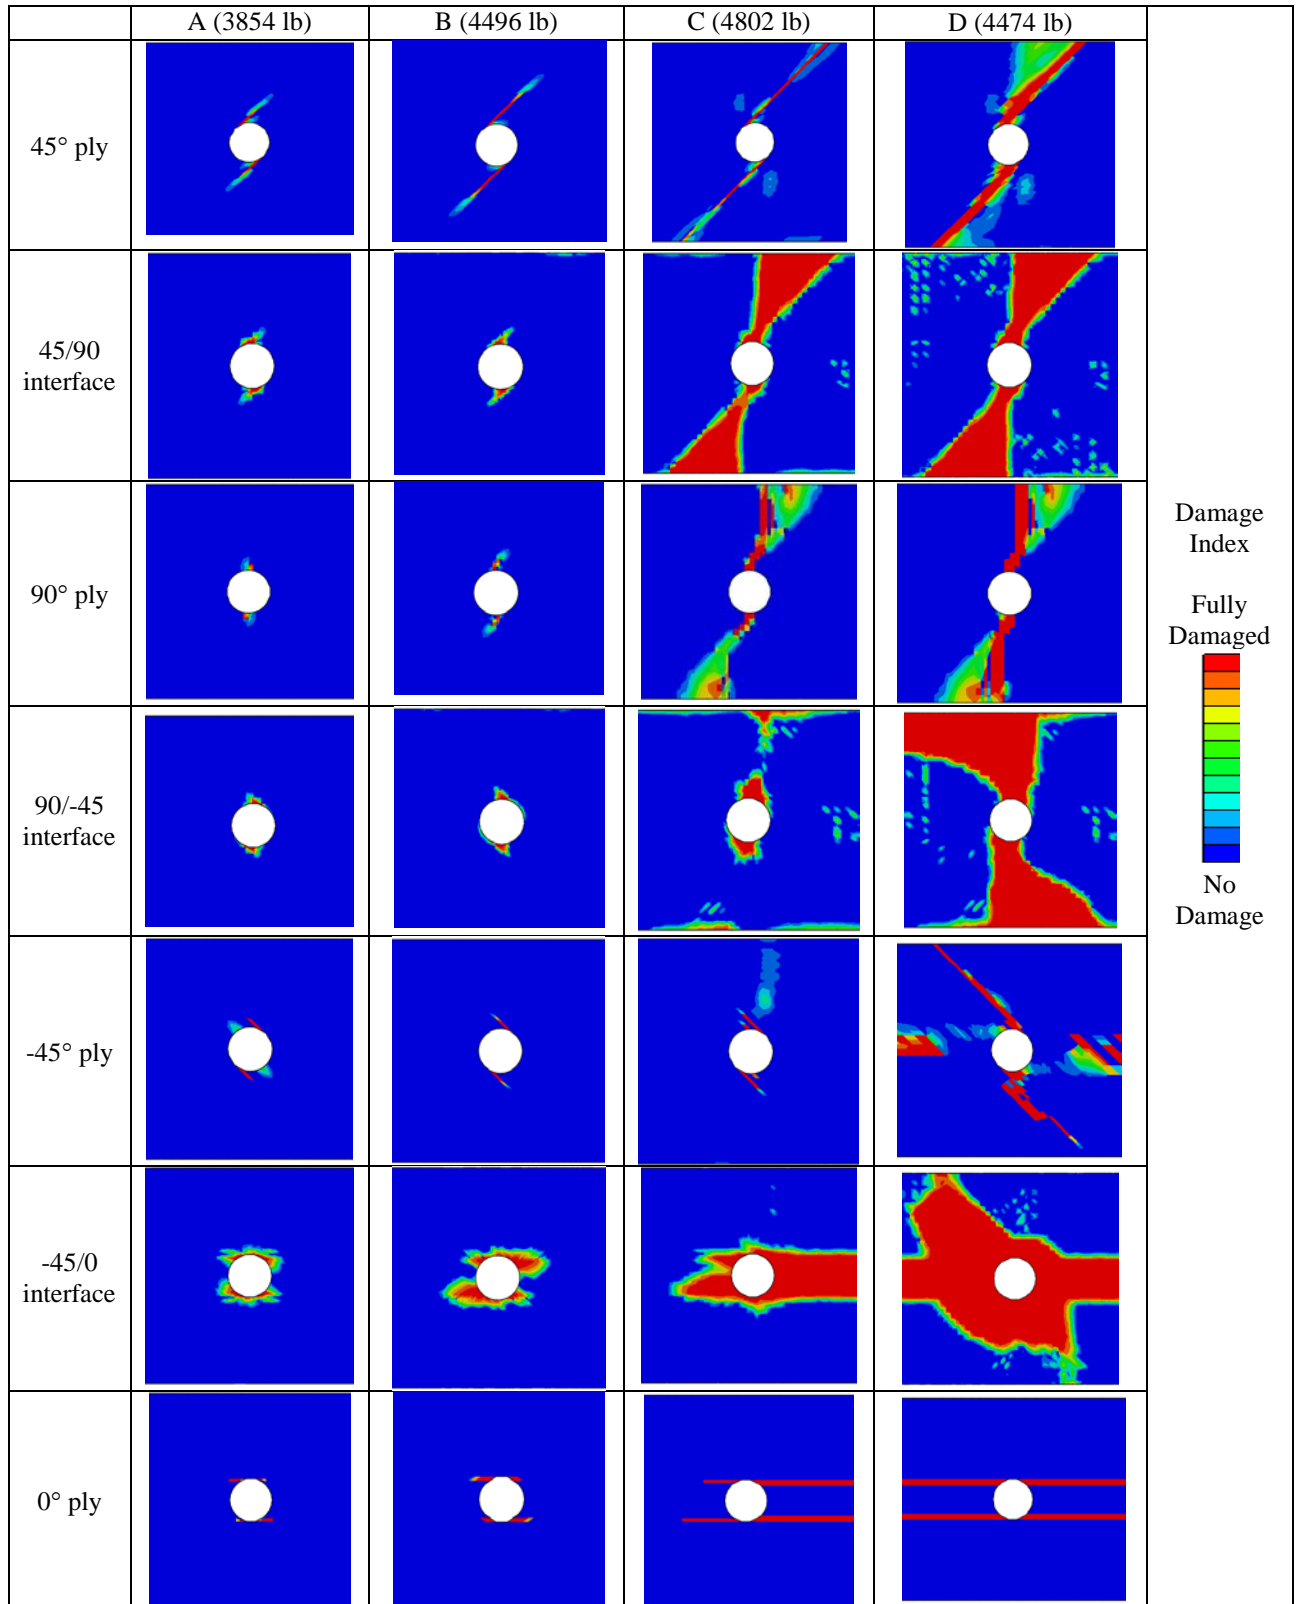 A (3854 lb)
B (4496 lb)
C (4802 lb)
D (4474 lb)
45° ply
45/90
interface
90° ply
90/-45
interface
-45° ply
-45/0
interface
0° ply
Damage
Index
Fully
Damaged
No
Damage